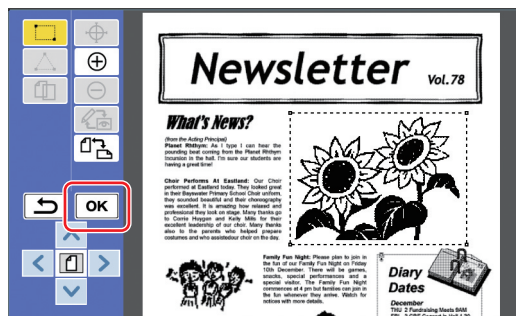 Newsletter Vol.78
What's News?
(from the Acting Principal)
Planet Rhthym: As I type I can hear the
pounding beat coming from the Planet Rhthym
Incursion in the hall. I'm sure our students are
having a great time!
Choir Performs At Eastland: Our Choir
performed at Eastland today. They looked great
in their Bayswater Primary School Choir uniform,
they sounded beautiful and their choreography
was excellent. It is amazing how relaxed and
professional they look on stage. Many thanks go
to Corrie Huygen and Kelly Mills for their
excellent leadership of our choir. Many thanks
also to the parents who helped prepare
costumes and who assistedour choir on the day.
OK
Family Fun Night: Please plan to join in
the fun of our Family Fun Night on Friday
10th December. There will be games,
snacks, special performances and a
special visitor. The Family Fun Night
commences at 4 pm but families can join in
the fun whenever they arrive. Watch for
notices with more details.
Diary
Dates
December
THU 2 Fundraising Meets 9AM